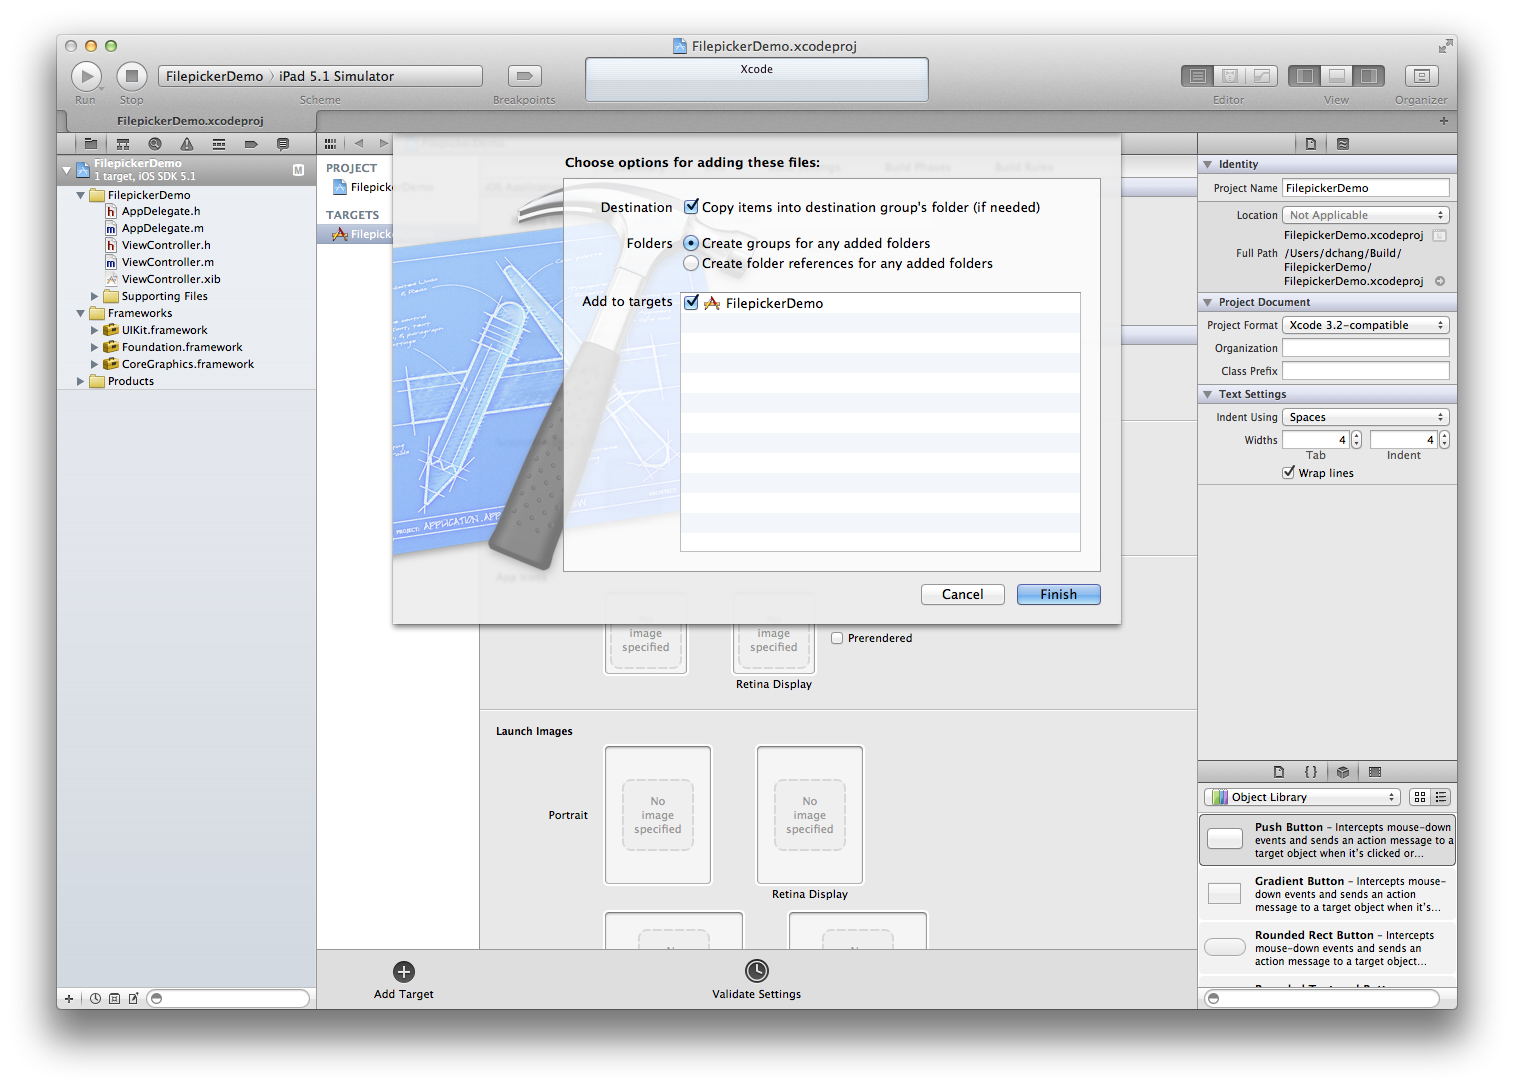 FilepickerDemo.xcodeproj
FilepickerDemo iPad 5.1 Simulator
Xcode
Run
Stop
Scheme
Breakpoints
Editor
View
Organizer
FilepickerDemo.xcodeproj
FilepickerDemo
1 target, iOS SDK 5.1
M
FilepickerDemo
h AppDelegate.h
m AppDelegate.m
h ViewController.h
m ViewController.m
ViewController.xib
Supporting Files
Frameworks
UIKit.framework
Foundation.framework
CoreGraphics.framework
Products
PROJECT
Filepick
TARGETS
Filepick
Choose options for adding these files:
Destination Copy items into destination group's folder (if needed)
Folders Create groups for any added folders
Create folder references for any added folders
Add to targets FilepickerDemo
PROJECT: APPLICATION.APP
Cancel
Finish
App Icons
image
specified
image
specified
Prerendered
Retina Display
Launch Images
Portrait
No
image
specified
No
image
specified
Retina Display
No
No
Add Target
Validate Settings
Identity
Project Name FilepickerDemo
Location Not Applicable
FilepickerDemo.xcodeproj
Full Path /Users/dchang/Build/
FilepickerDemo/
FilepickerDemo.xcodeproj
Project Document
Project Format Xcode 3.2-compatible
Organization
Class Prefix
Text Settings
Indent Using Spaces
Widths 4 4
Tab Indent
Wrap lines
{ }
Object Library
Push Button – Intercepts mouse-down
events and sends an action message to a
target object when it's clicked or...
Gradient Button – Intercepts mouse-
down events and sends an action
message to a target object when it's...
Rounded Rect Button – Intercepts
mouse-down events and sends an
action message to a target object...